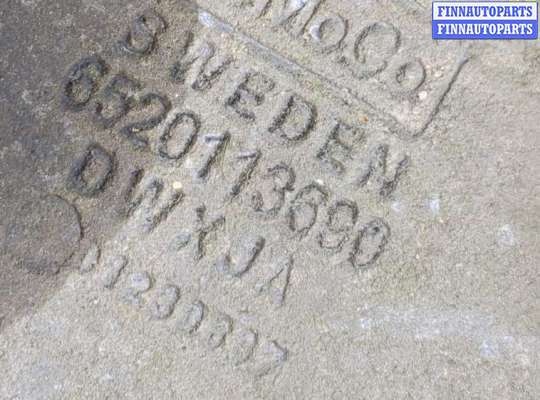 FINNAUTOPARTS
FINNAUTOPARTS
MoCo
SWEDEN
6520113690
DWXJA